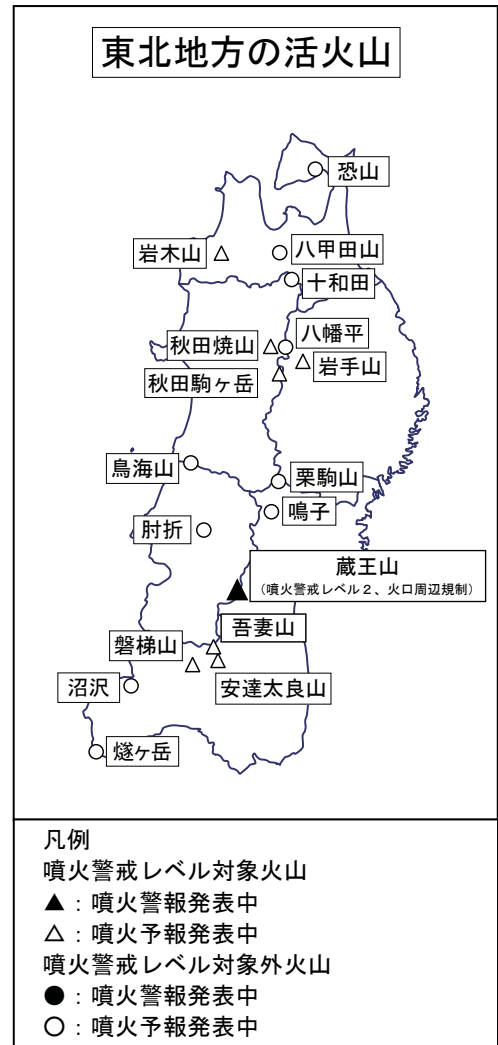 東北地方の活火山
恐山
岩木山
八甲田山
十和田
秋田焼山
八幡平
岩手山
秋田駒ヶ岳
鳥海山
栗駒山
鳴子
肘折
蔵王山
（噴火警戒レベル２、火口周辺規制）
吾妻山
磐梯山
沼沢
安達太良山
燧ヶ岳
凡例
噴火警戒レベル対象火山
▲：噴火警報発表中
△：噴火予報発表中
噴火警戒レベル対象外火山
●：噴火警報発表中
○：噴火予報発表中